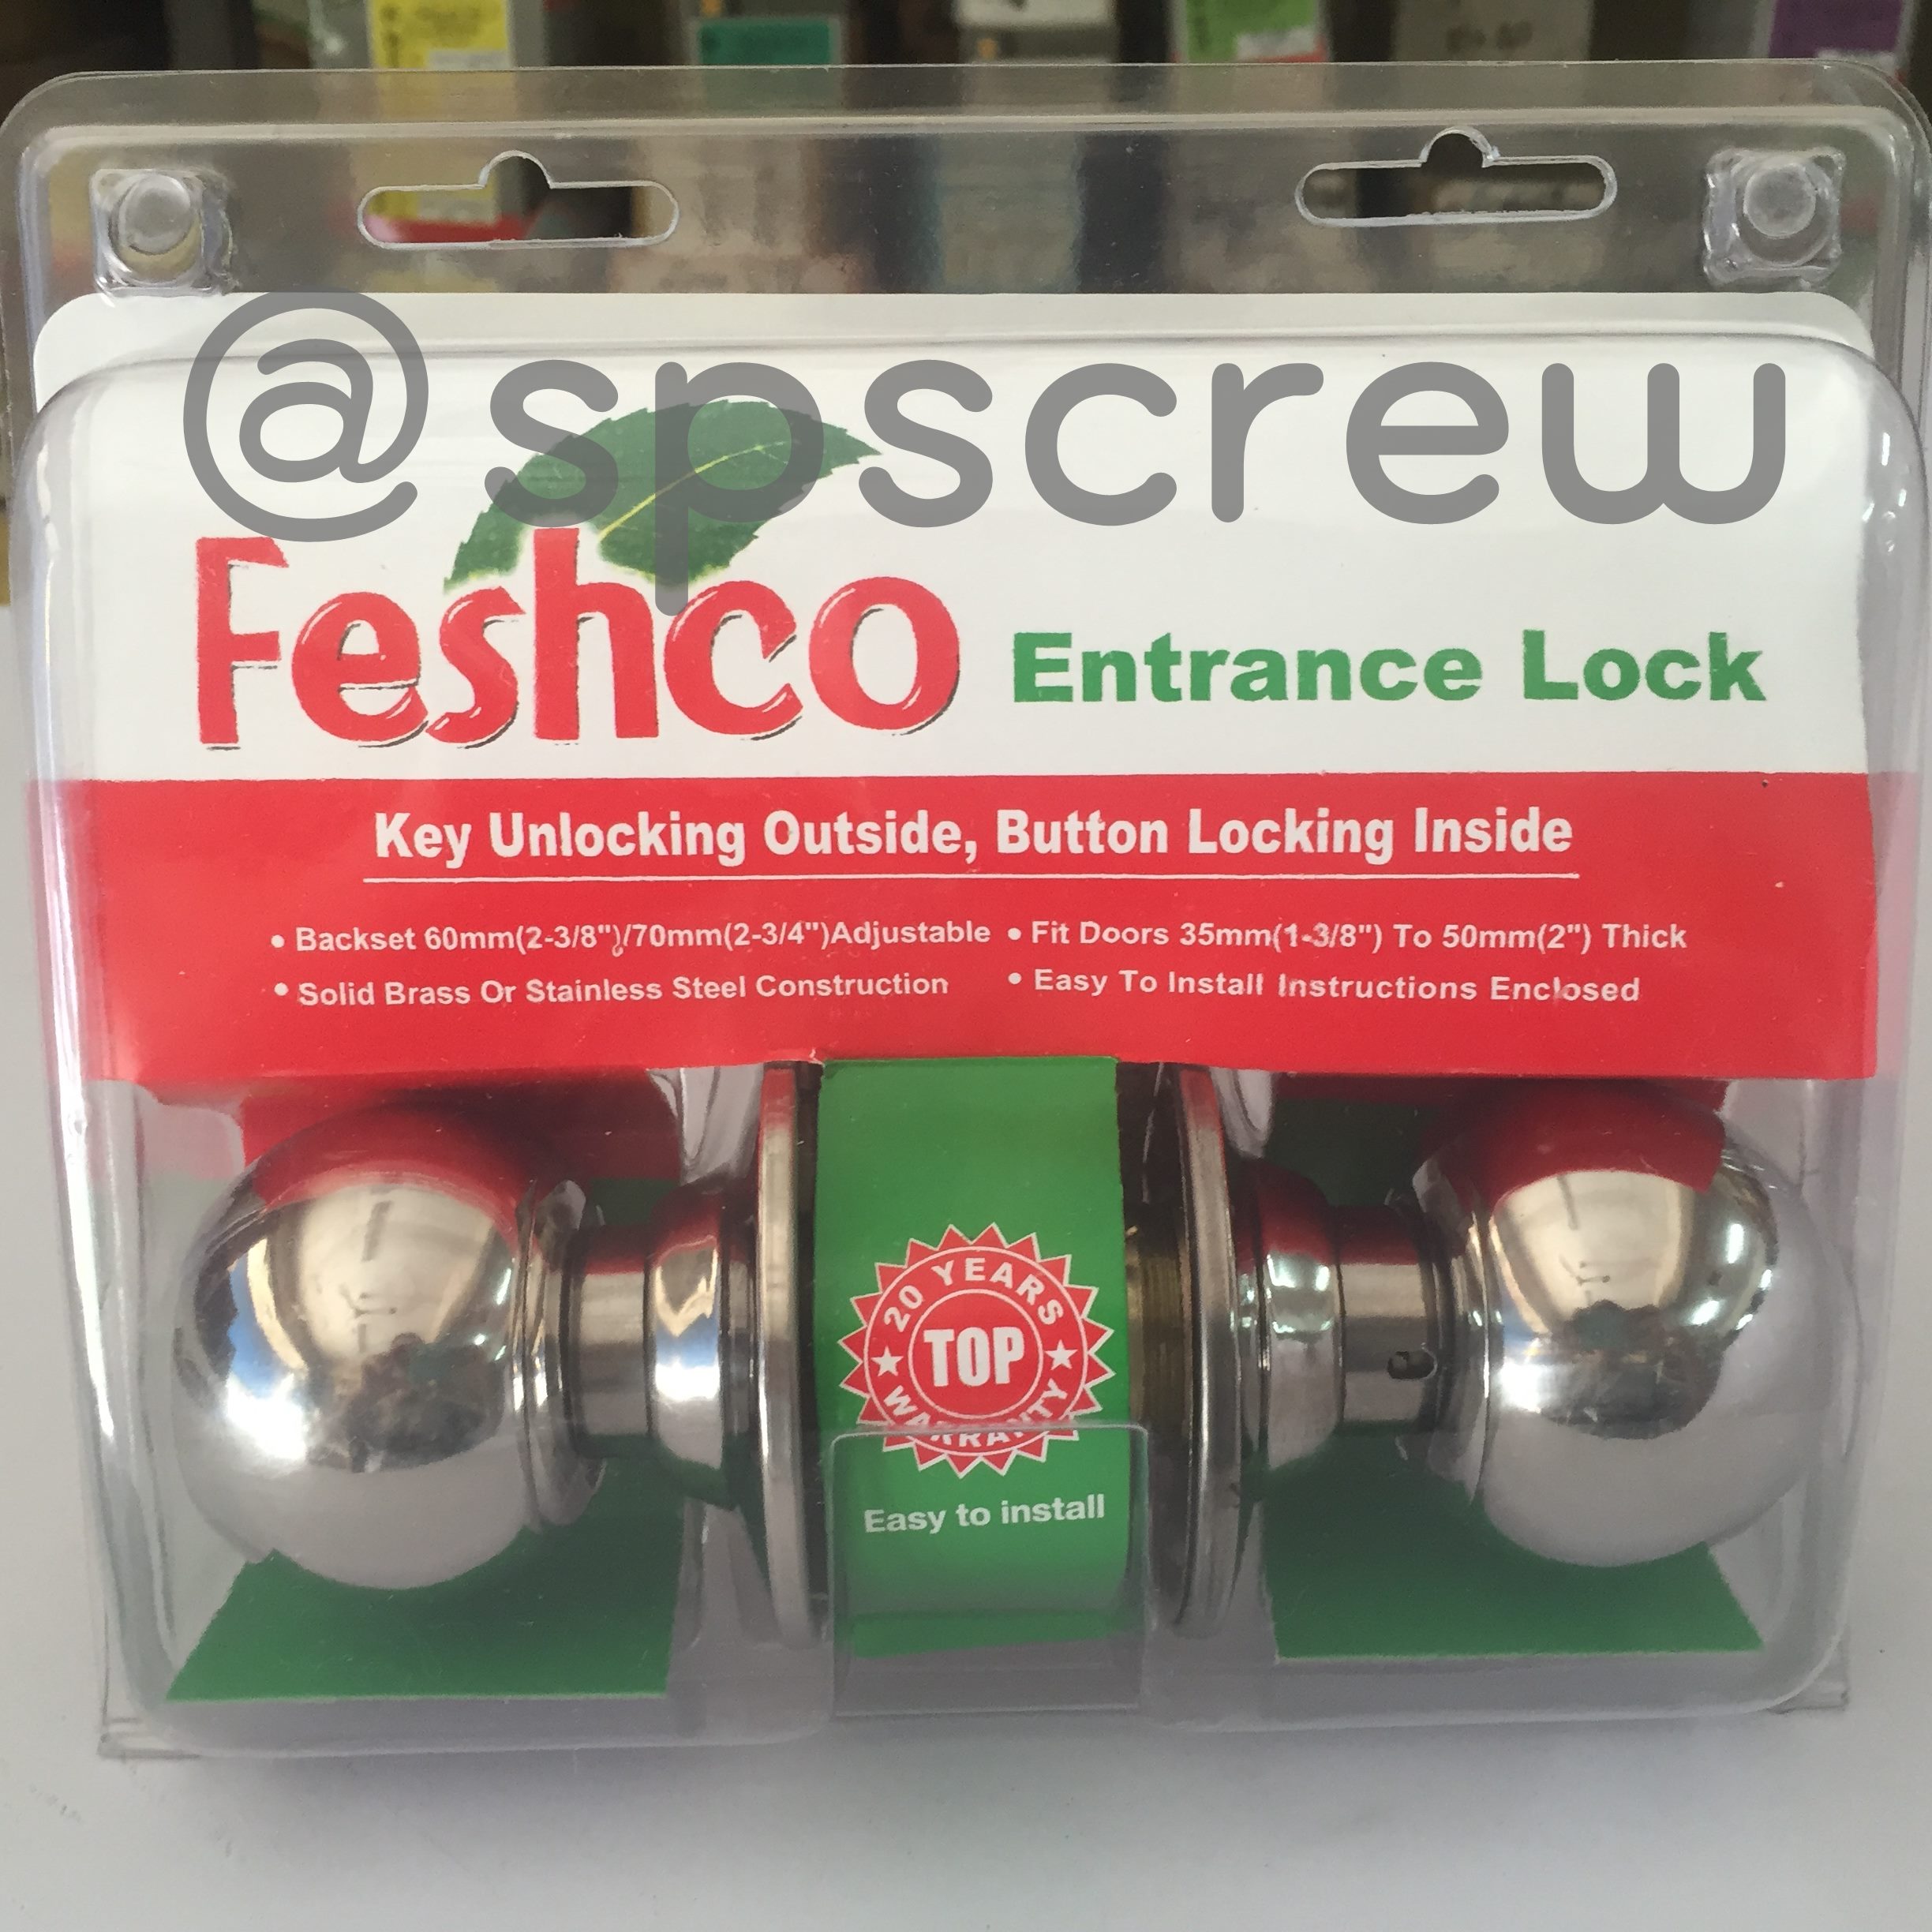 @spscrew
Feshco Entrance Lock
Key Unlocking Outside, Button Locking Inside
• Backset 60mm(2-3/8")/70mm(2-3/4")Adjustable • Fit Doors 35mm(1-3/8") To 50mm(2") Thick
• Solid Brass Or Stainless Steel Construction • Easy To Install Instructions Enclosed
20 YEARS
TOP
WARRANTY
Easy to install